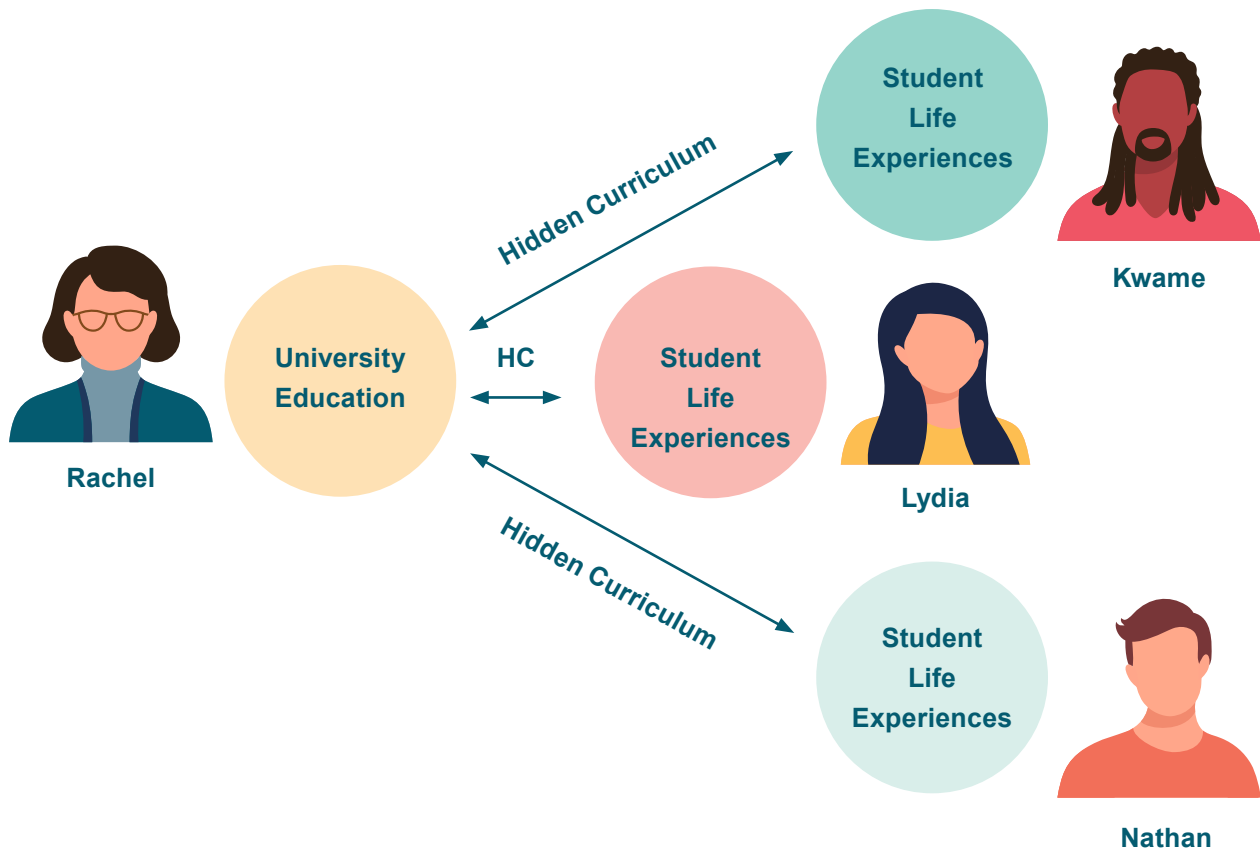 Student
Life
Experiences
Kwame
Hidden Curriculum
University
Education
Rachel
HC
Student
Life
Experiences
Lydia
Hidden Curriculum
Student
Life
Experiences
Nathan